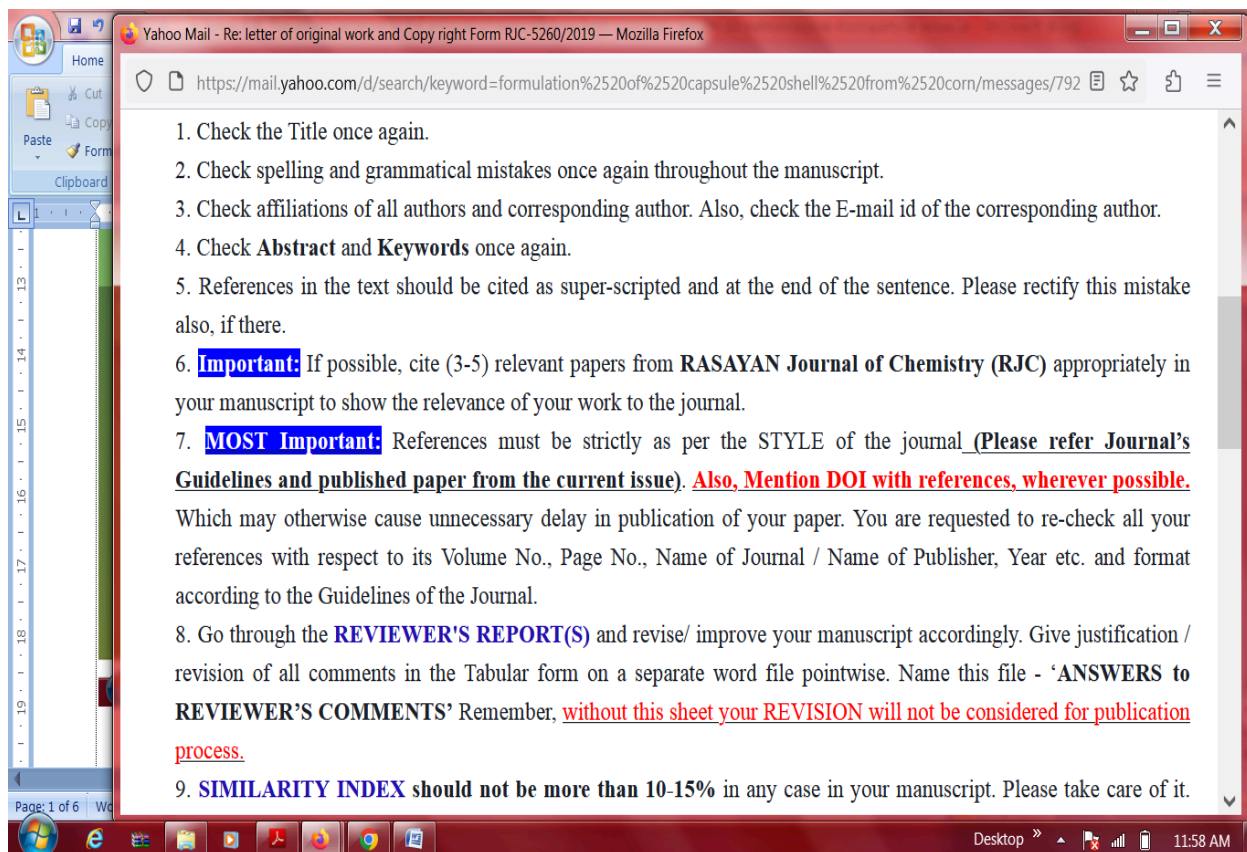 Yahoo Mail - Re: letter of original work and Copy right Form RJC-5260/2019 — Mozilla Firefox
Home
https://mail.yahoo.com/d/search/keyword=formulation%2520of%2520capsule%2520shell%2520from%2520corn/messages/792
Cut
Copy
Paste
Form
Clipboard
1. Check the Title once again.
2. Check spelling and grammatical mistakes once again throughout the manuscript.
3. Check affiliations of all authors and corresponding author. Also, check the E-mail id of the corresponding author.
4. Check Abstract and Keywords once again.
5. References in the text should be cited as super-scripted and at the end of the sentence. Please rectify this mistake
also, if there.
6. Important: If possible, cite (3-5) relevant papers from RASAYAN Journal of Chemistry (RJC) appropriately in
your manuscript to show the relevance of your work to the journal.
7. MOST Important: References must be strictly as per the STYLE of the journal (Please refer Journal's
Guidelines and published paper from the current issue). Also, Mention DOI with references, wherever possible.
Which may otherwise cause unnecessary delay in publication of your paper. You are requested to re-check all your
references with respect to its Volume No., Page No., Name of Journal / Name of Publisher, Year etc. and format
according to the Guidelines of the Journal.
8. Go through the REVIEWER'S REPORT(S) and revise/ improve your manuscript accordingly. Give justification /
revision of all comments in the Tabular form on a separate word file pointwise. Name this file - ‘ANSWERS to
REVIEWER’S COMMENTS’ Remember, without this sheet your REVISION will not be considered for publication
process.
9. SIMILARITY INDEX should not be more than 10-15% in any case in your manuscript. Please take care of it.
1
13
14
15
16
17
18
19
Page: 1 of 6
Desktop
11:58 AM